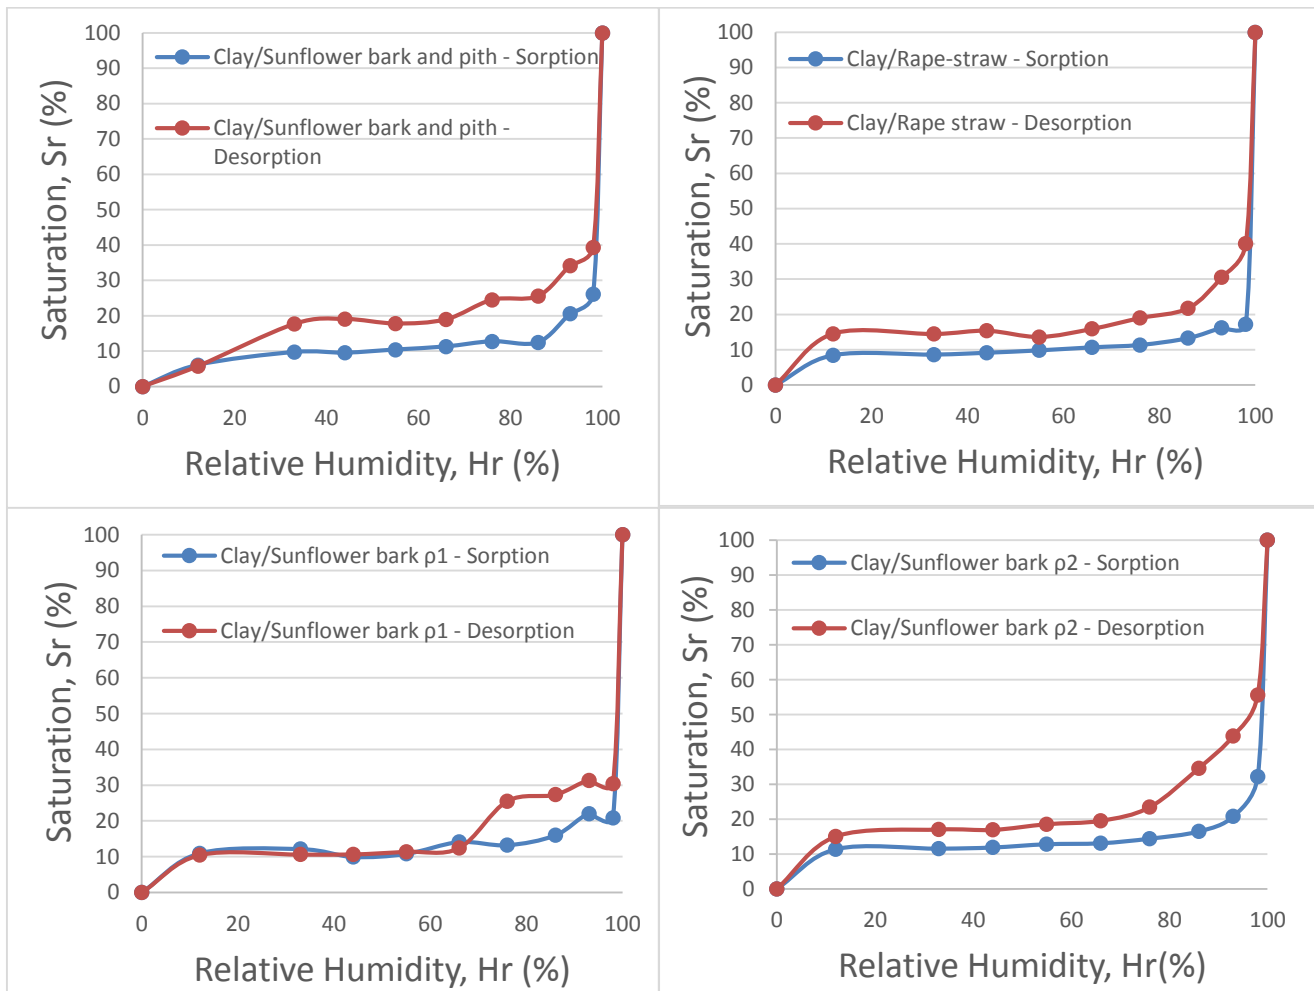 Saturation, Sr (%)
100
90
80
70
60
50
40
30
20
10
0
Clay/Sunflower bark and pith - Sorption
Clay/Sunflower bark and pith -
Desorption
0 20 40 60 80 100
Relative Humidity, Hr (%)
Saturation, Sr (%)
100
90
80
70
60
50
40
30
20
10
0
Clay/Rape-straw - Sorption
Clay/Rape straw - Desorption
0 20 40 60 80 100
Relative Humidity, Hr (%)
Saturation, Sr (%)
100
90
80
70
60
50
40
30
20
10
0
Clay/Sunflower bark ρ1 - Sorption
Clay/Sunflower bark ρ1 - Desorption
0 20 40 60 80 100
Relative Humidity, Hr (%)
Saturation, Sr (%)
100
90
80
70
60
50
40
30
20
10
0
Clay/Sunflower bark ρ2 - Sorption
Clay/Sunflower bark ρ2 - Desorption
0 20 40 60 80 100
Relative Humidity, Hr(%)